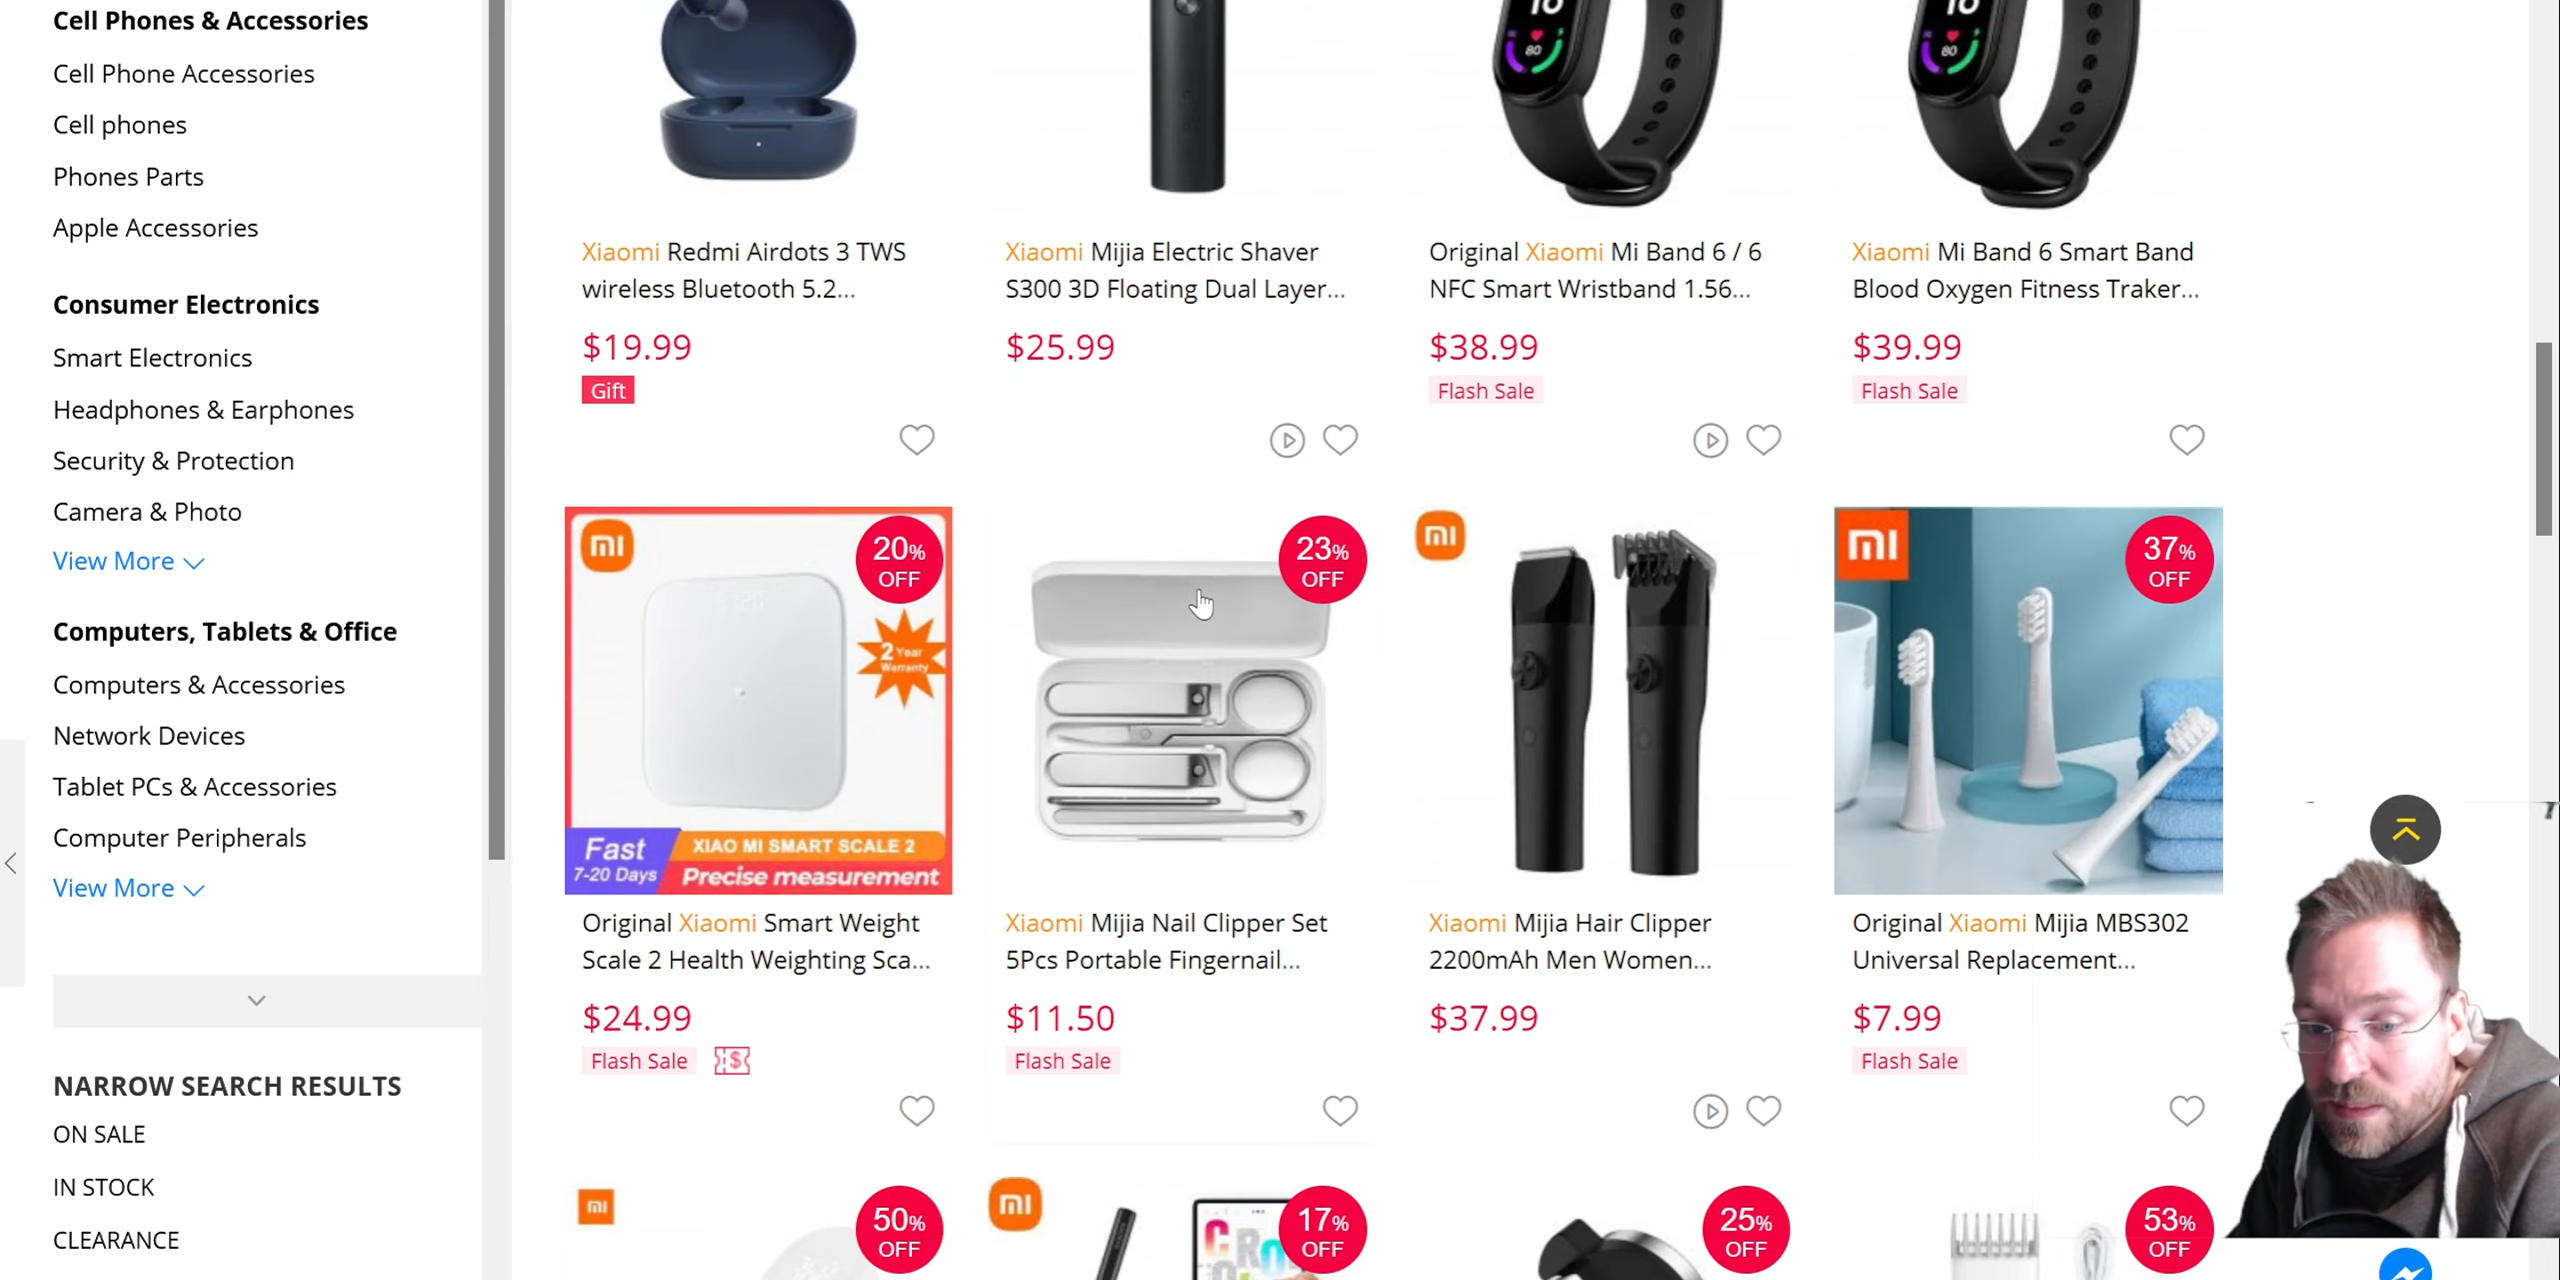 Cell Phones & Accessories
Cell Phone Accessories
Cell phones
Phones Parts
Apple Accessories
Consumer Electronics
Smart Electronics
Headphones & Earphones
Security & Protection
Camera & Photo
View More
Computers, Tablets & Office
Computers & Accessories
Network Devices
Tablet PCs & Accessories
Computer Peripherals
View More
NARROW SEARCH RESULTS
ON SALE
IN STOCK
CLEARANCE
80
80
Xiaomi Redmi Airdots 3 TWS
wireless Bluetooth 5.2...
$19.99
Gift
Xiaomi Mijia Electric Shaver
S300 3D Floating Dual Layer...
$25.99
Original Xiaomi Mi Band 6 / 6
NFC Smart Wristband 1.56...
$38.99
Flash Sale
Xiaomi Mi Band 6 Smart Band
Blood Oxygen Fitness Traker...
$39.99
Flash Sale
mi
20% OFF
2 Year
Warranty
Fast
7-20 Days
XIAO MI SMART SCALE 2
Precise measurement
Original Xiaomi Smart Weight
Scale 2 Health Weighting Sca...
$24.99
Flash Sale
$
23% OFF
Xiaomi Mijia Nail Clipper Set
5Pcs Portable Fingernail...
$11.50
Flash Sale
mi
Xiaomi Mijia Hair Clipper
2200mAh Men Women...
$37.99
mi
37% OFF
Original Xiaomi Mijia MBS302
Universal Replacement...
$7.99
Flash Sale
mi
50% OFF
mi
17% OFF
25% OFF
53% OFF